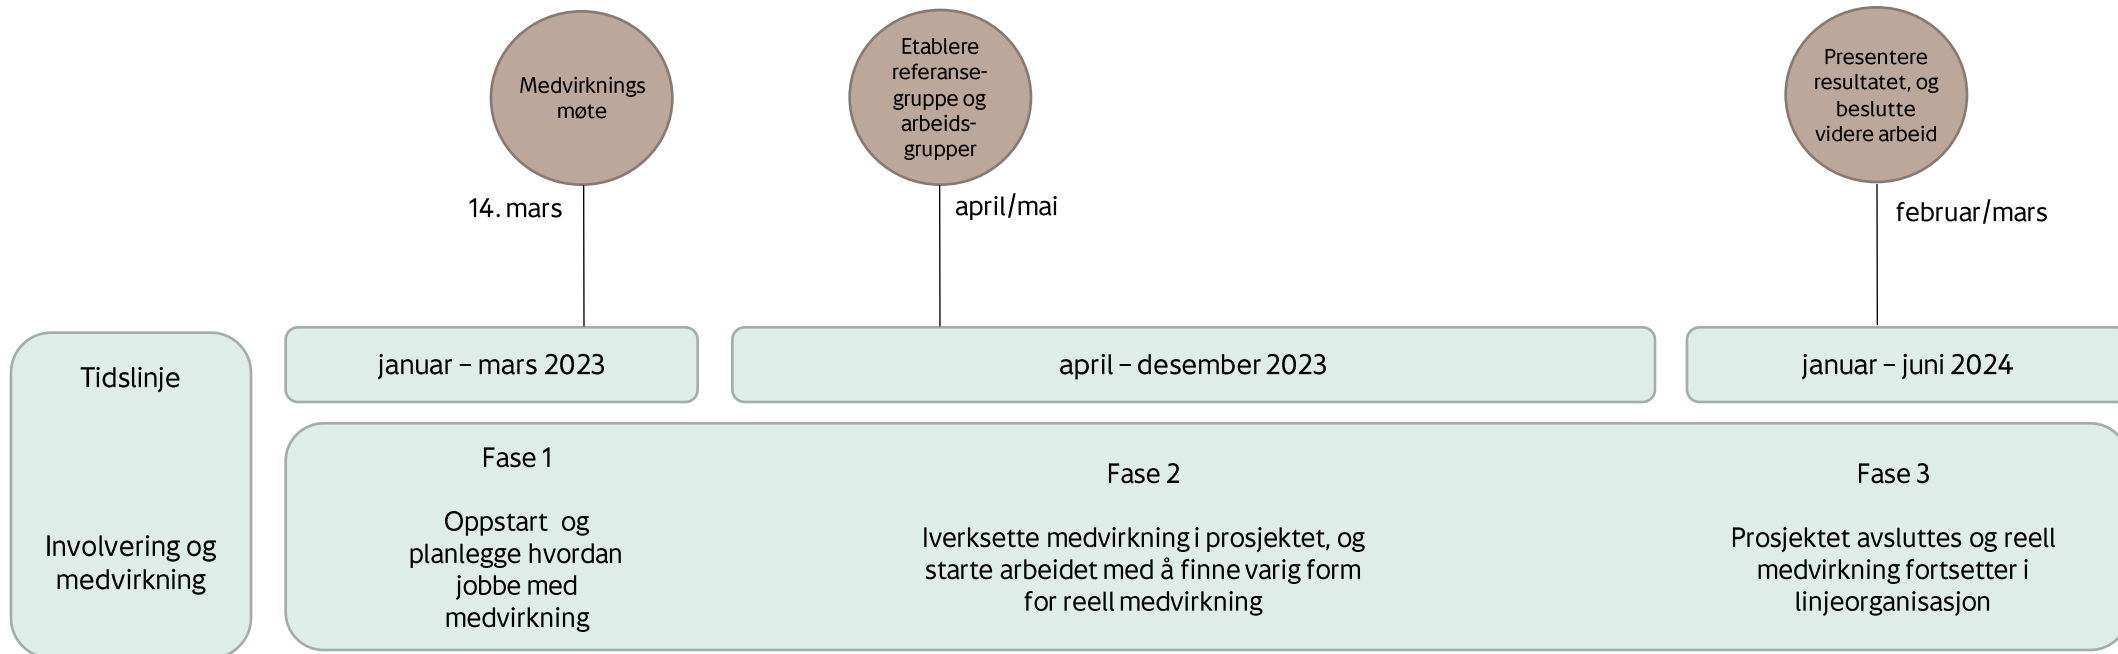 Medvirknings
møte
Etablere
referanse-
gruppe og
arbeids-
grupper
Presentere
resultatet, og
beslutte
videre arbeid
14. mars
april/mai
februar/mars
Tidslinje
januar – mars 2023
april – desember 2023
januar – juni 2024
Involvering og
medvirkning
Fase 1
Oppstart og
planlegge hvordan
jobbe med
medvirkning
Fase 2
Iverksette medvirkning i prosjektet, og
starte arbeidet med å finne varig form
for reell medvirkning
Fase 3
Prosjektet avsluttes og reell
medvirkning fortsetter i
linjeorganisasjon